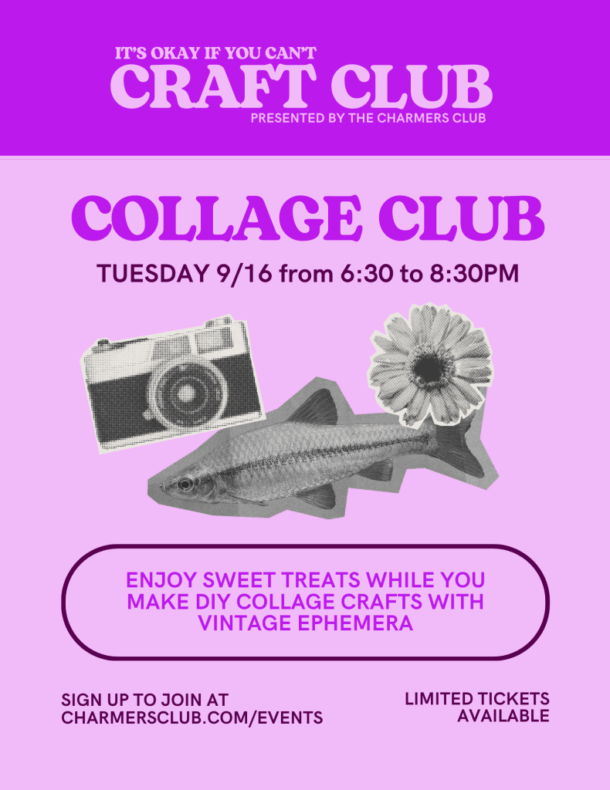 IT'S OKAY IF YOU CAN'T
CRAFT CLUB
PRESENTED BY THE CHARMERS CLUB
COLLAGE CLUB
TUESDAY 9/16 from 6:30 to 8:30PM
ENJOY SWEET TREATS WHILE YOU
MAKE DIY COLLAGE CRAFTS WITH
VINTAGE EPHEMERA
SIGN UP TO JOIN AT
CHARMERSCLUB.COM/EVENTS
LIMITED TICKETS
AVAILABLE